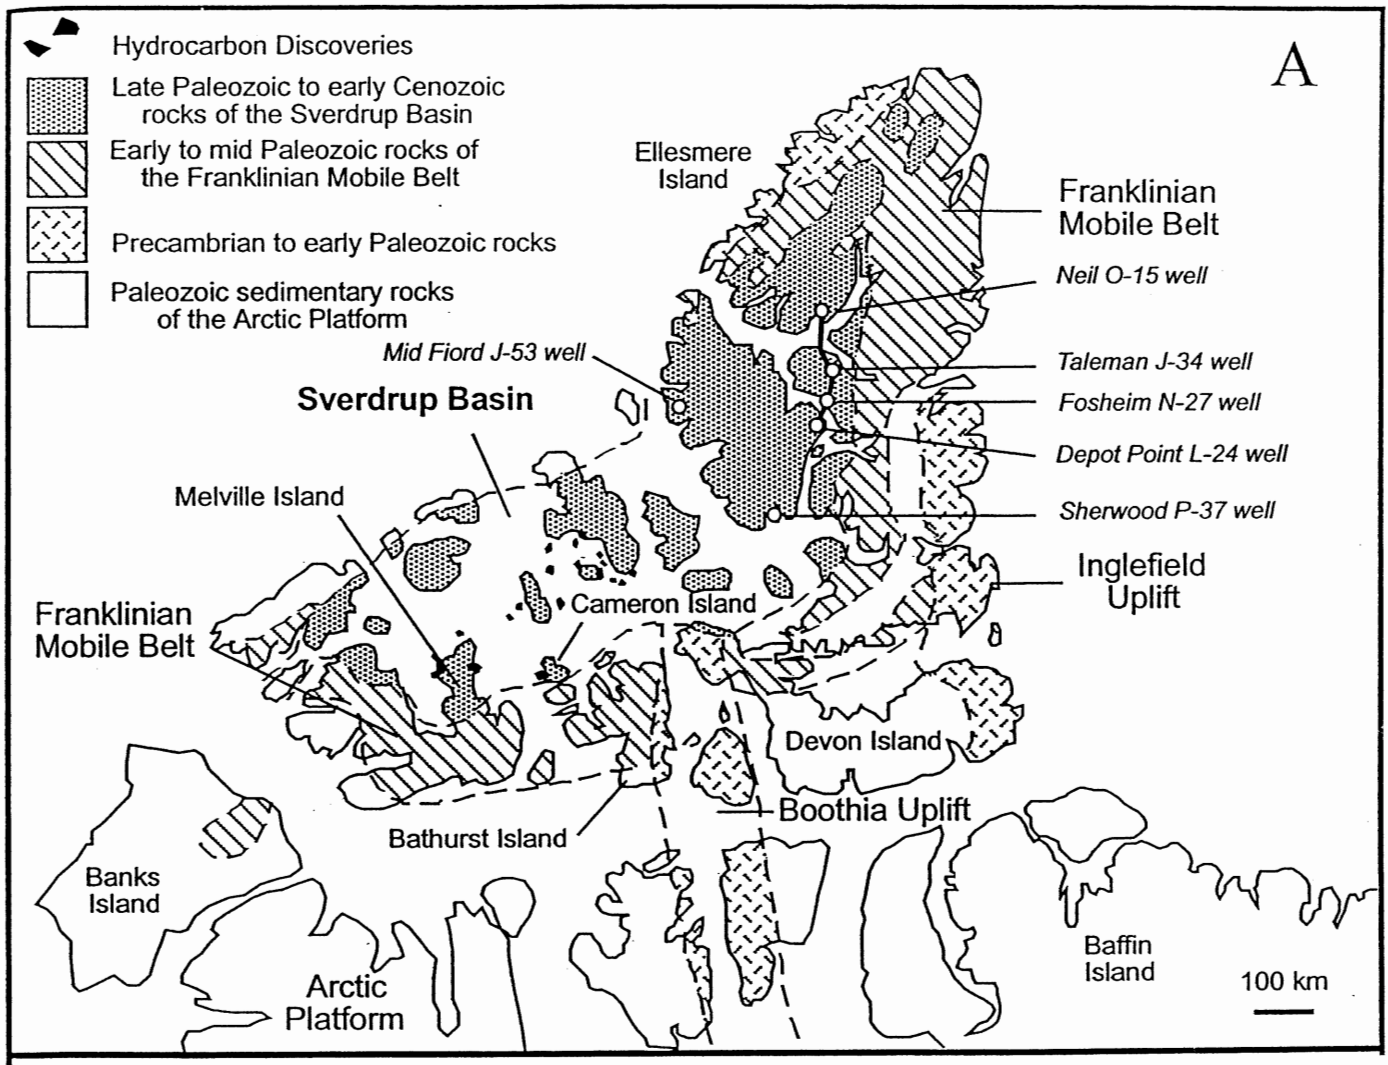 A
Hydrocarbon Discoveries
Late Paleozoic to early Cenozoic
rocks of the Sverdrup Basin
Early to mid Paleozoic rocks of
the Franklinian Mobile Belt
Precambrian to early Paleozoic rocks
Paleozoic sedimentary rocks
of the Arctic Platform
Ellesmere
Island
Franklinian
Mobile Belt
Neil O-15 well
Mid Fiord J-53 well
Taleman J-34 well
Sverdrup Basin
Fosheim N-27 well
Depot Point L-24 well
Melville Island
Sherwood P-37 well
Inglefield
Uplift
Cameron Island
Franklinian
Mobile Belt
Devon Island
Boothia Uplift
Bathurst Island
Banks
Island
Baffin
Island
Arctic
Platform
100 km